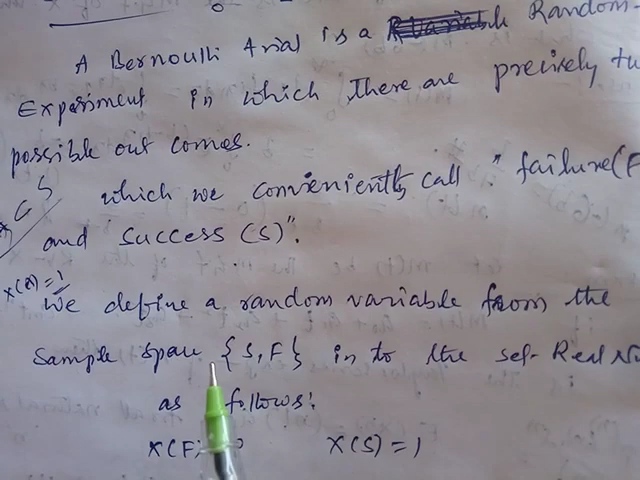 A Bernoulli trial is a Random
Experiment in which there are precisely tw
possible out comes.
which we conveniently call "failure(F
and success (S)".
X(S)=1
We define a random variable from the
sample space {S,F} in to the set Real N
as follows:
X(F)    X(S)=1